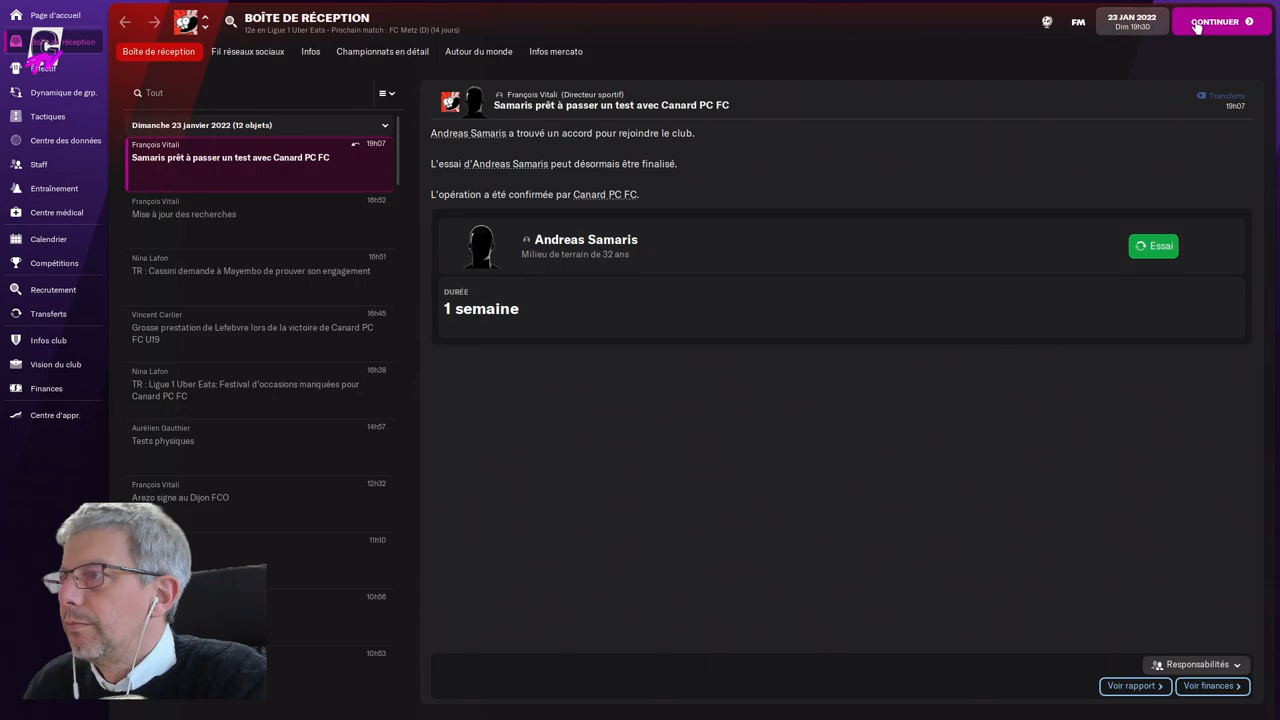 Page d'accueil
Boîte de réception
Effectif
Dynamique de grp.
Tactiques
Centre des données
Staff
Entraînement
Centre médical
Calendrier
Compétitions
Recrutement
Transferts
Infos club
Vision du club
Finances
Centre d'appr.
BOÎTE DE RÉCEPTION
12e en Ligue 1 Uber Eats - Prochain match : FC Metz (D) (14 jours)
FM
23 JAN 2022
Dim 19h30
CONTINUER
Boîte de réception
Fil réseaux sociaux
Infos
Championnats en détail
Autour du monde
Infos mercato
Tout
Dimanche 23 janvier 2022 (12 objets)
François Vitali 19h07
Samaris prêt à passer un test avec Canard PC FC
François Vitali 16h52
Mise à jour des recherches
Nina Lafon 16h51
TR : Cassini demande à Mayembo de prouver son engagement
Vincent Carlier 16h45
Grosse prestation de Lefebvre lors de la victoire de Canard PC
FC U19
Nina Lafon 16h38
TR : Ligue 1 Uber Eats: Festival d'occasions manquées pour
Canard PC FC
Aurélien Gauthier 14h57
Tests physiques
François Vitali 12h32
Arezo signe au Dijon FCO
11h10
10h56
10h53
François Vitali (Directeur sportif)
Samaris prêt à passer un test avec Canard PC FC
Transferts
19h07
Andreas Samaris a trouvé un accord pour rejoindre le club.
L'essai d'Andreas Samaris peut désormais être finalisé.
L'opération a été confirmée par Canard PC FC.
Andreas Samaris
Milieu de terrain de 32 ans
Essai
DURÉE
1 semaine
Responsabilités
Voir rapport
Voir finances